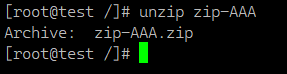 [root@test /]# unzip zip-AAA
Archive:  zip-AAA.zip
[root@test /]#